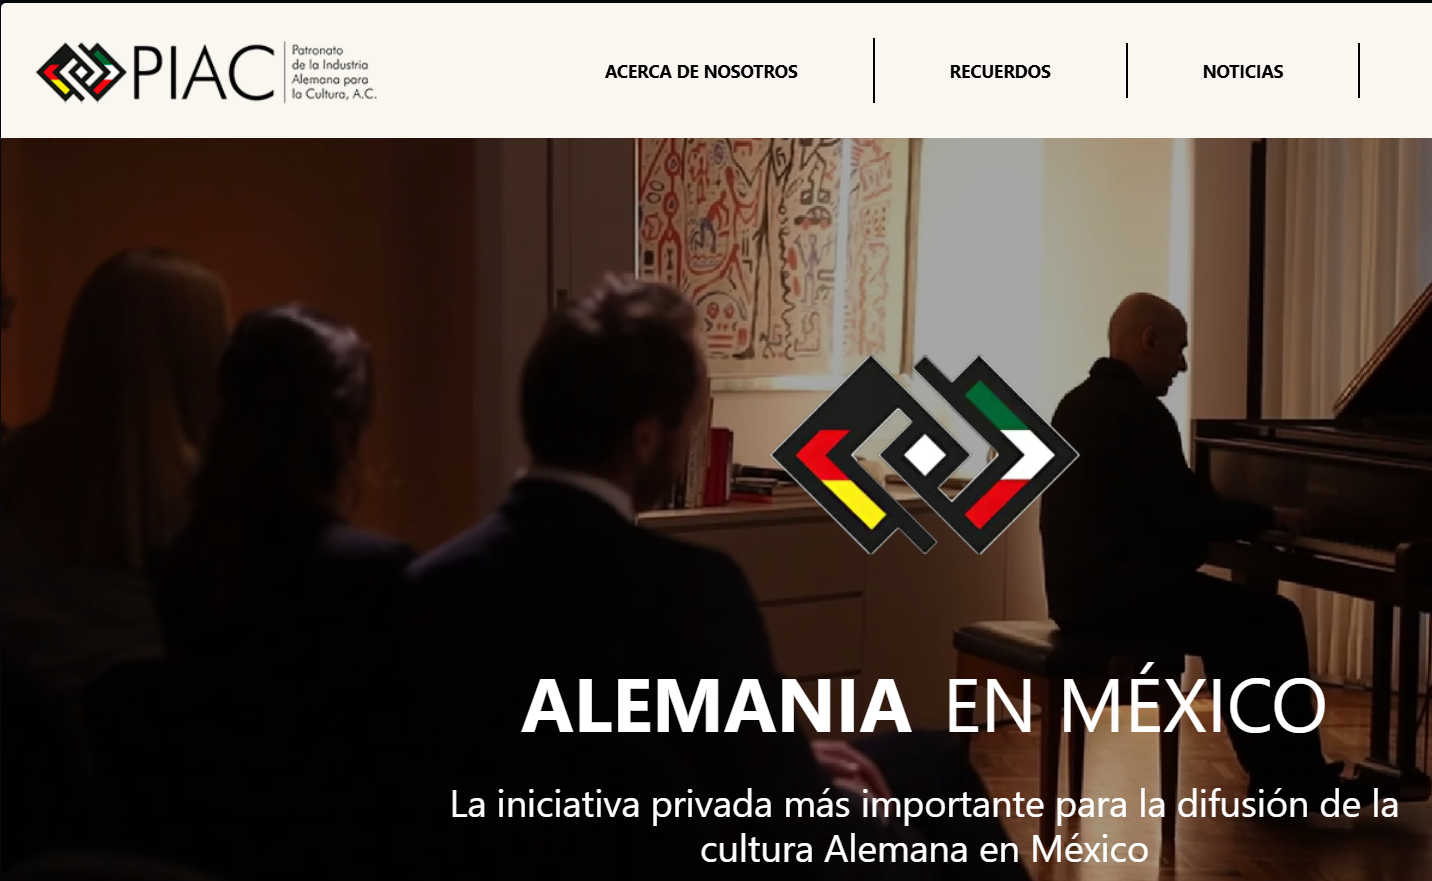 PIAC
Patronato
de la Industria
Alemana para
la Cultura, A.C.
ACERCA DE NOSOTROS
RECUERDOS
NOTICIAS
ALEMANIA EN MÉXICO
La iniciativa privada más importante para la difusión de la
cultura Alemana en México